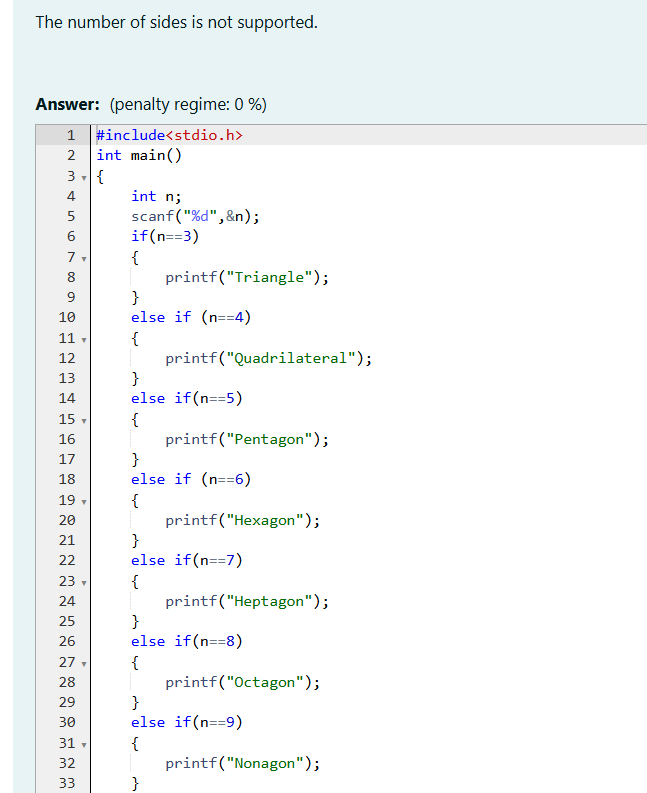 The number of sides is not supported.
Answer: (penalty regime: 0 %)
1 #include<stdio.h>
2 int main()
3 {
4 int n;
5 scanf("%d",&n);
6 if(n==3)
7 {
8 printf("Triangle");
9 }
10 else if (n==4)
11 {
12 printf("Quadrilateral");
13 }
14 else if(n==5)
15 {
16 printf("Pentagon");
17 }
18 else if (n==6)
19 {
20 printf("Hexagon");
21 }
22 else if(n==7)
23 {
24 printf("Heptagon");
25 }
26 else if(n==8)
27 {
28 printf("Octagon");
29 }
30 else if(n==9)
31 {
32 printf("Nonagon");
33 }